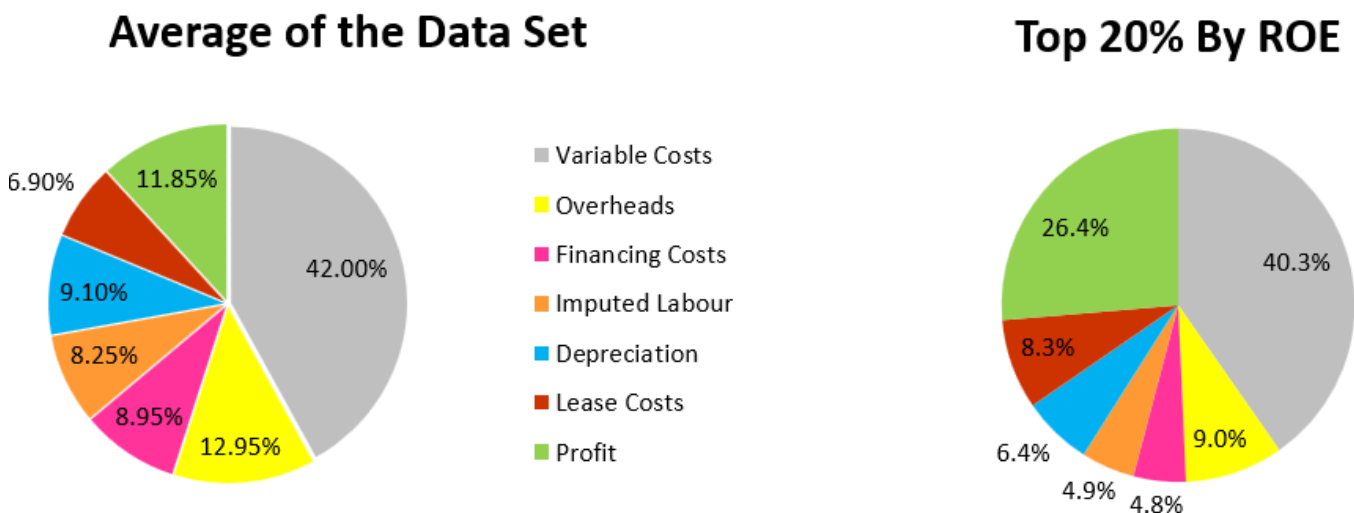 Average of the Data Set
11.85%
6.90%
42.00%
9.10%
8.25%
8.95%
12.95%
Variable Costs
Overheads
Financing Costs
Imputed Labour
Depreciation
Lease Costs
Profit
Top 20% By ROE
26.4%
40.3%
8.3%
9.0%
6.4%
4.9%
4.8%